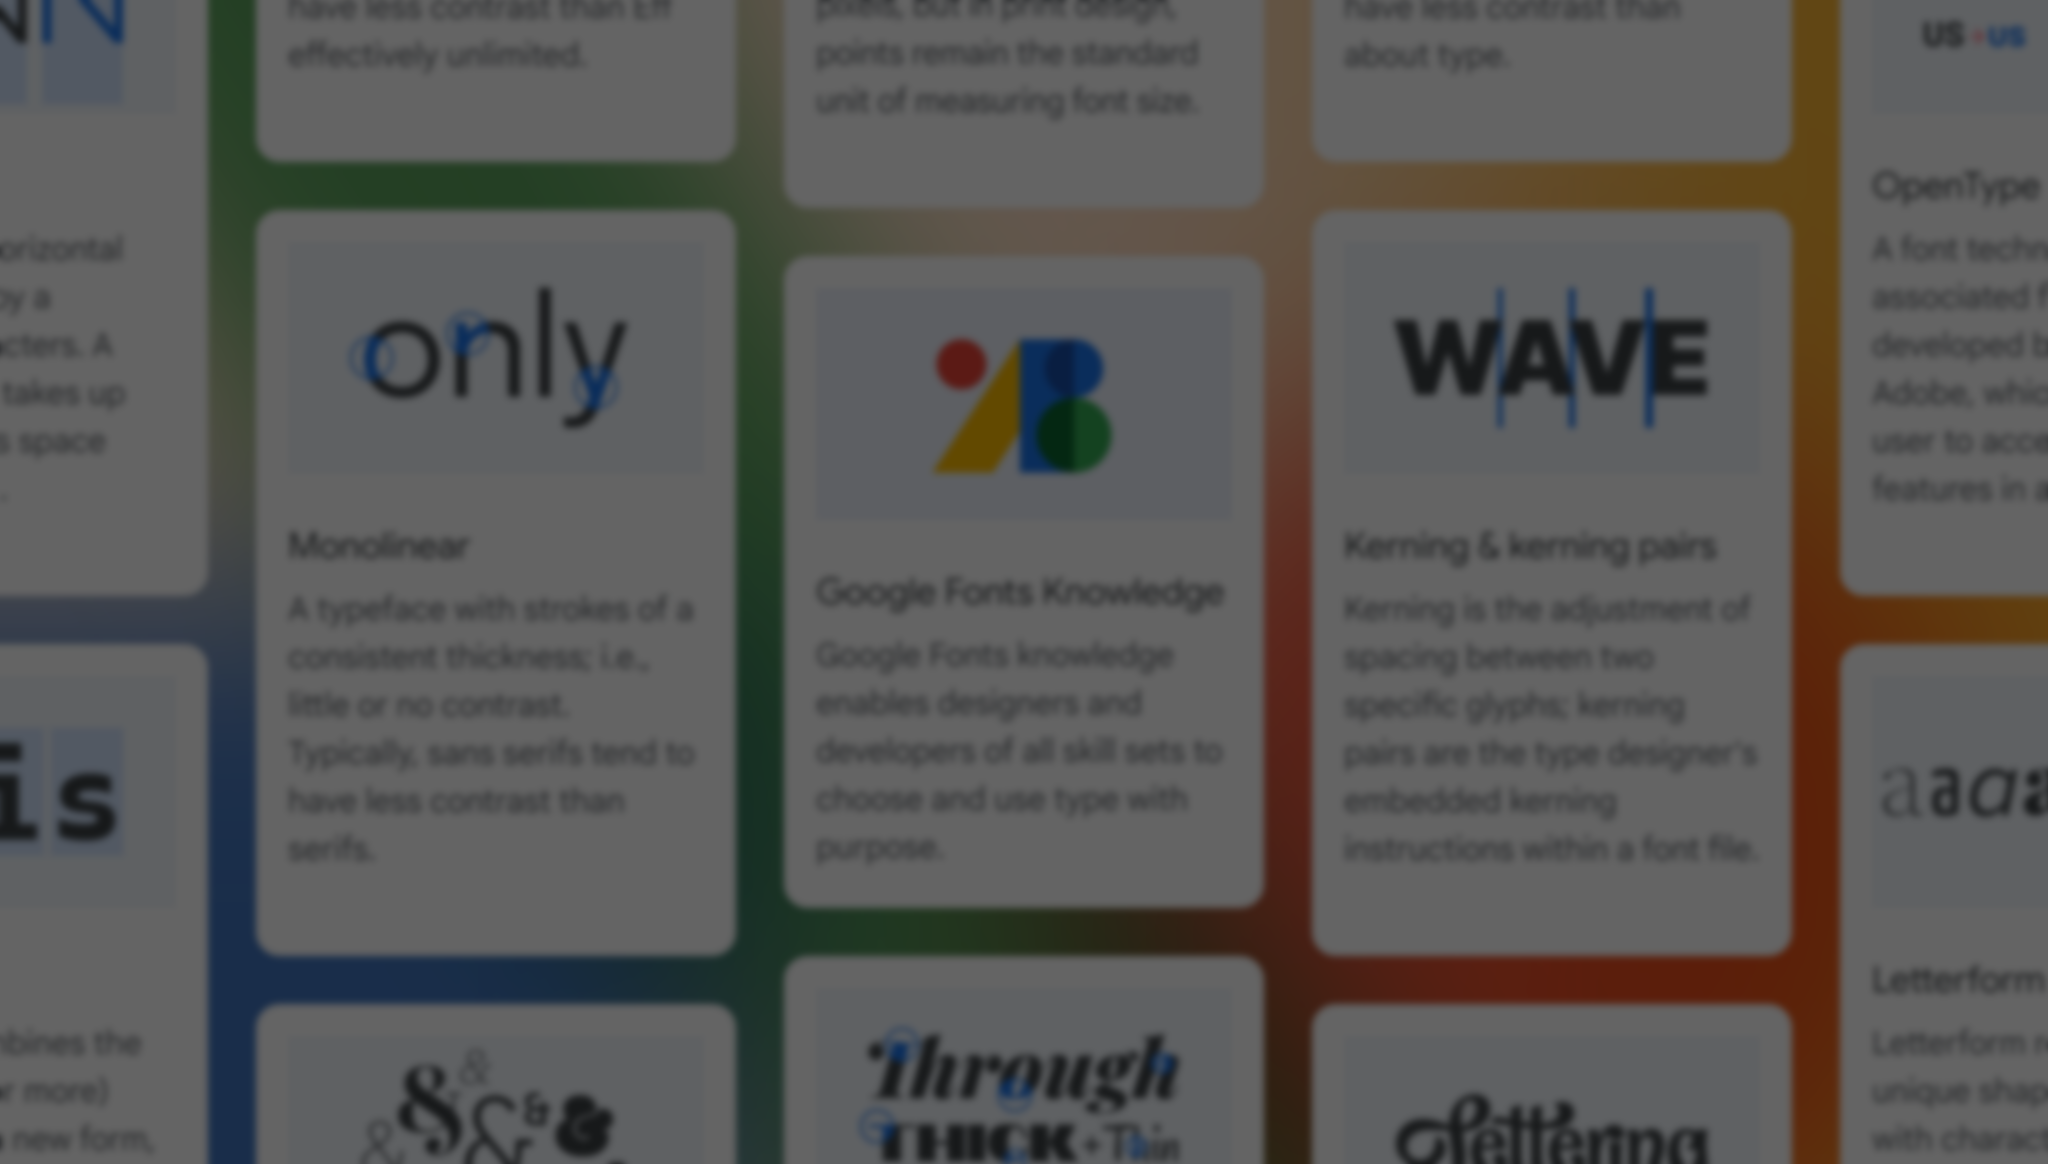 N N
have less contrast than Eff
effectively unlimited.
pixels, but in print design,
points remain the standard
unit of measuring font size.
have less contrast than
about type.
US+us
orizontal
by a
cters. A
takes up
s space
.
only
Monolinear
A typeface with strokes of a
consistent thickness; i.e.,
little or no contrast.
Typically, sans serifs tend to
have less contrast than
serifs.
AB
Google Fonts Knowledge
Google Fonts knowledge
enables designers and
developers of all skill sets to
choose and use type with
purpose.
WAVE
Kerning & kerning pairs
Kerning is the adjustment of
spacing between two
specific glyphs; kerning
pairs are the type designer's
embedded kerning
instructions within a font file.
OpenType
A font techn
associated f
developed b
Adobe, whic
user to acce
features in a
is
nbines the
r more)
new form,
& & & & & &
Through
THICK + Thin
Lettering
aaaa
Letterform
Letterform r
unique shap
with charact